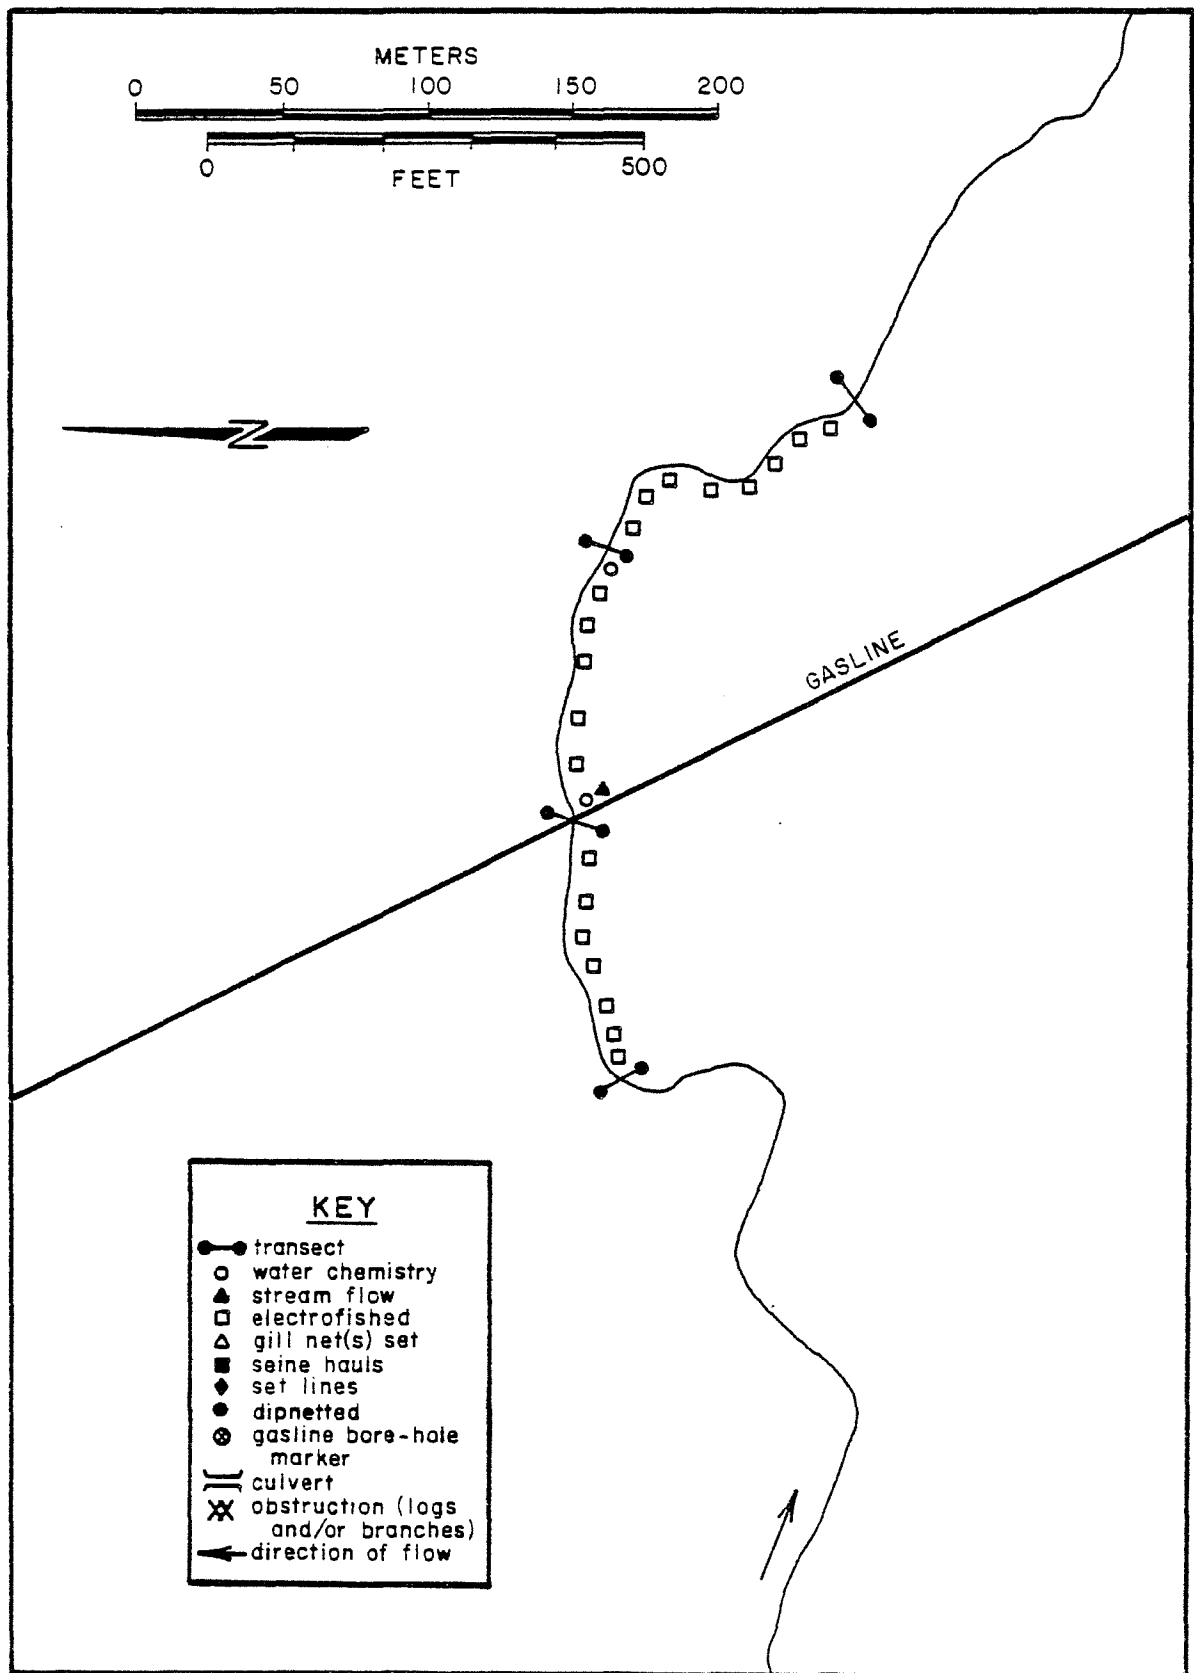 METERS
0 50 100 150 200
0 500
FEET
N
GASLINE
KEY
transect
water chemistry
stream flow
electrofished
gill net(s) set
seine hauls
set lines
dipnetted
gasline bore-hole
marker
culvert
obstruction (logs
and/or branches)
direction of flow